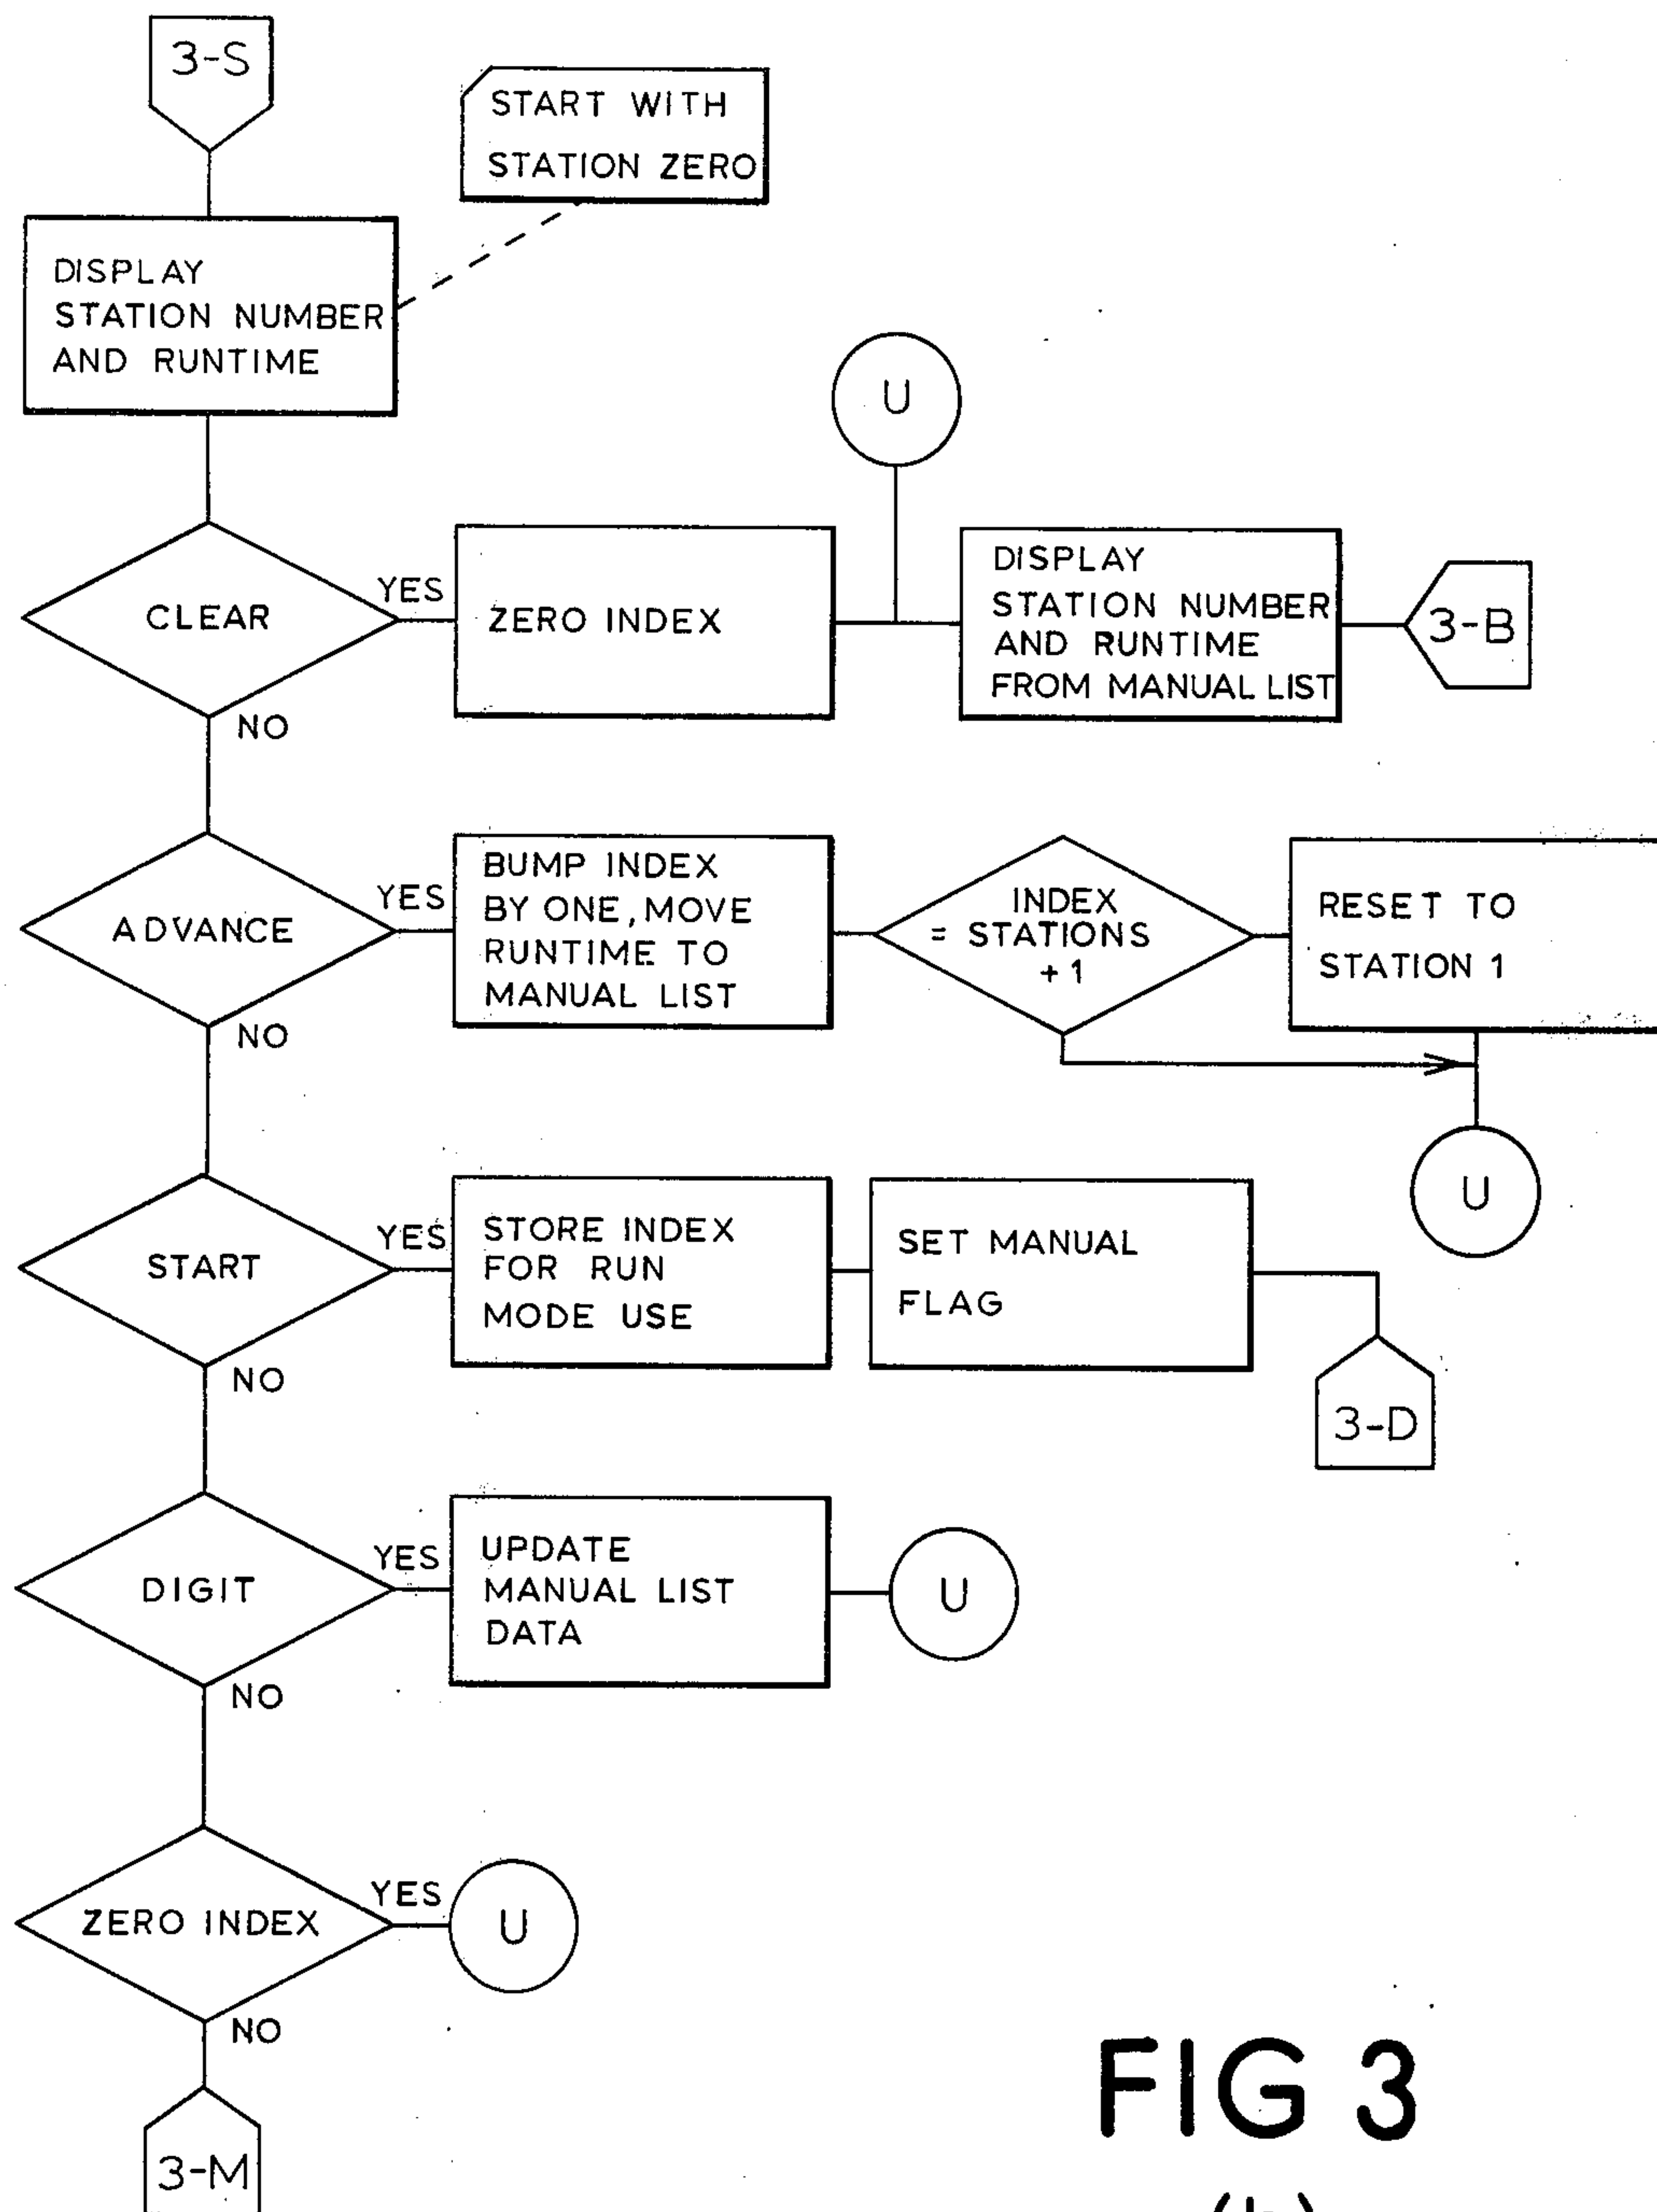 3-S
START WITH
STATION ZERO
DISPLAY
STATION NUMBER
AND RUNTIME
U
CLEAR
YES
NO
ZERO INDEX
DISPLAY
STATION NUMBER
AND RUNTIME
FROM MANUAL LIST
3-B
ADVANCE
YES
NO
BUMP INDEX
BY ONE, MOVE
RUNTIME TO
MANUAL LIST
INDEX
= STATIONS
+ 1
RESET TO
STATION 1
U
START
YES
NO
STORE INDEX
FOR RUN
MODE USE
SET MANUAL
FLAG
3-D
DIGIT
YES
NO
UPDATE
MANUAL LIST
DATA
U
ZERO INDEX
YES
NO
U
3-M
FIG 3